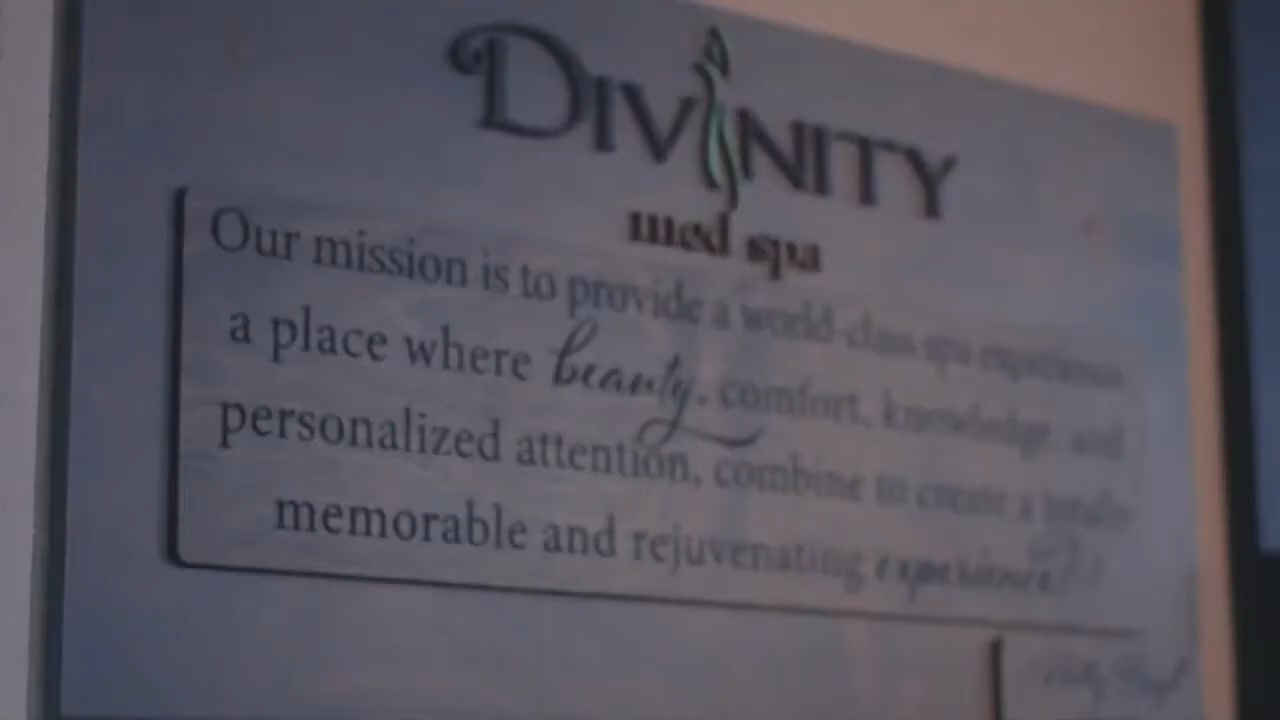 DIVINITY
med spa
Our mission is to provide a world-class spa experience
a place where beauty, comfort, knowledge, and
personalized attention, combine to create a totally
memorable and rejuvenating experience